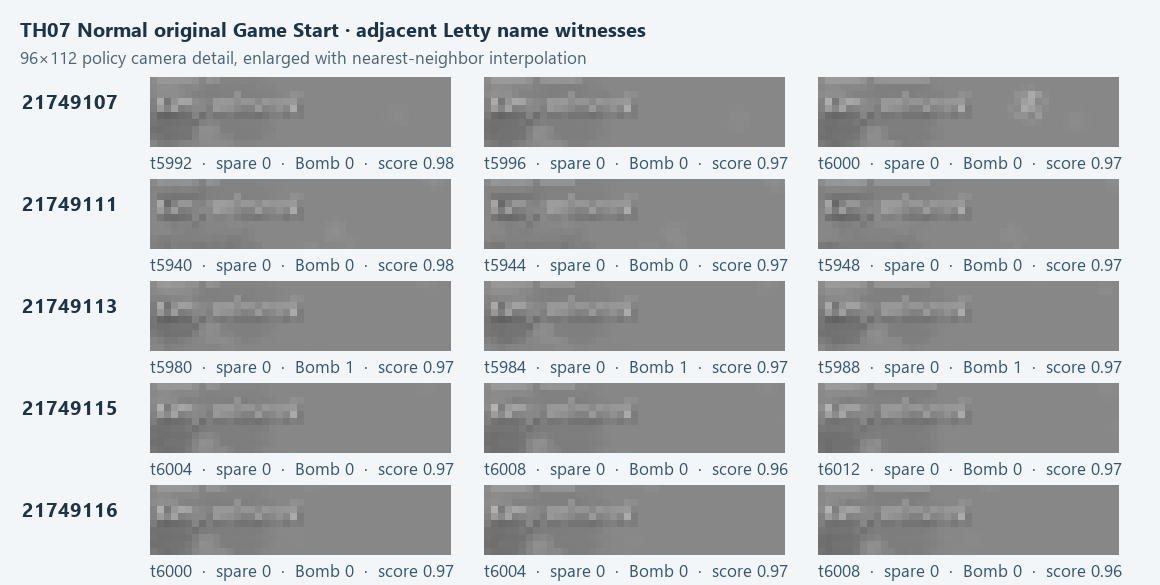 TH07 Normal original Game Start · adjacent Letty name witnesses
96×112 policy camera detail, enlarged with nearest-neighbor interpolation
21749107
t5992 · spare 0 · Bomb 0 · score 0.98
t5996 · spare 0 · Bomb 0 · score 0.97
t6000 · spare 0 · Bomb 0 · score 0.97
21749111
t5940 · spare 0 · Bomb 0 · score 0.98
t5944 · spare 0 · Bomb 0 · score 0.97
t5948 · spare 0 · Bomb 0 · score 0.97
21749113
t5980 · spare 0 · Bomb 1 · score 0.97
t5984 · spare 0 · Bomb 1 · score 0.97
t5988 · spare 0 · Bomb 1 · score 0.97
21749115
t6004 · spare 0 · Bomb 0 · score 0.97
t6008 · spare 0 · Bomb 0 · score 0.96
t6012 · spare 0 · Bomb 0 · score 0.97
21749116
t6000 · spare 0 · Bomb 0 · score 0.97
t6004 · spare 0 · Bomb 0 · score 0.97
t6008 · spare 0 · Bomb 0 · score 0.96